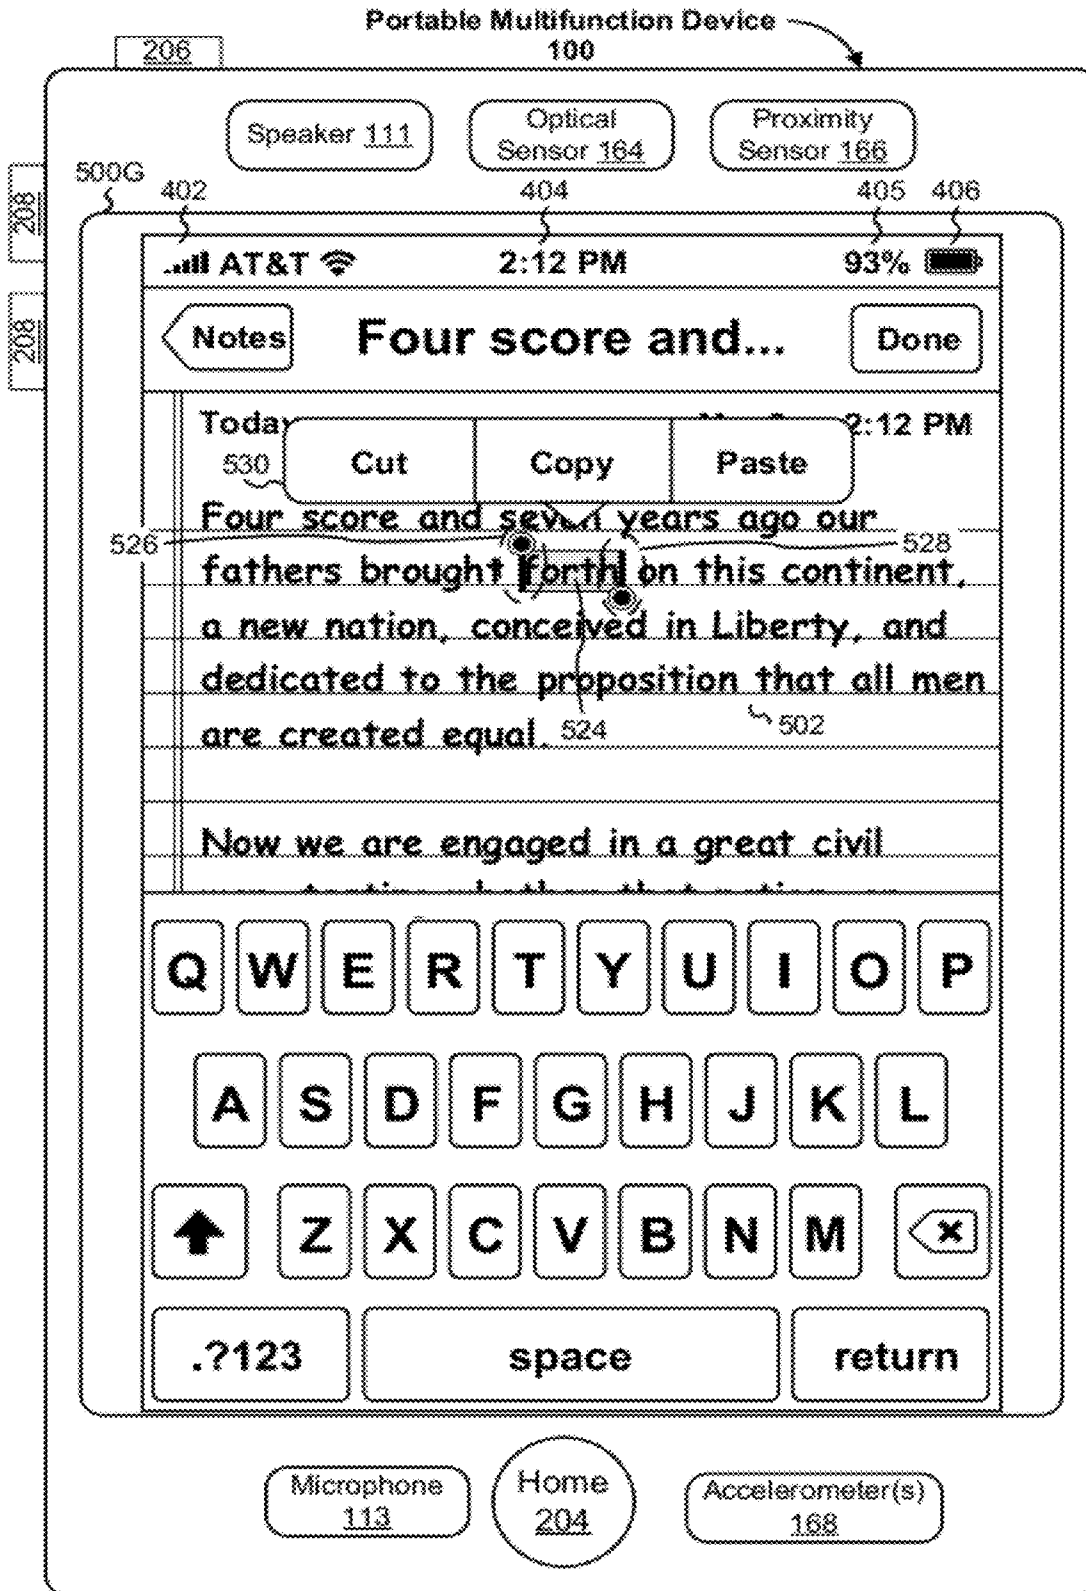 Portable Multifunction Device
100
206
Speaker 111
Optical
Sensor 164
Proximity
Sensor 166
208
500G
402
404
405
406
AT&T
2:12 PM
93%
208
Notes
Four score and...
Done
Today
2:12 PM
530
Cut
Copy
Paste
Four score and seven years ago our
526
528
fathers brought forth on this continent,
a new nation, conceived in Liberty, and
dedicated to the proposition that all men
are created equal.
524
502
Now we are engaged in a great civil
Q W E R T Y U I O P
A S D F G H J K L
Z X C V B N M
.?123 space return
Microphone
113
Home
204
Accelerometer(s)
168